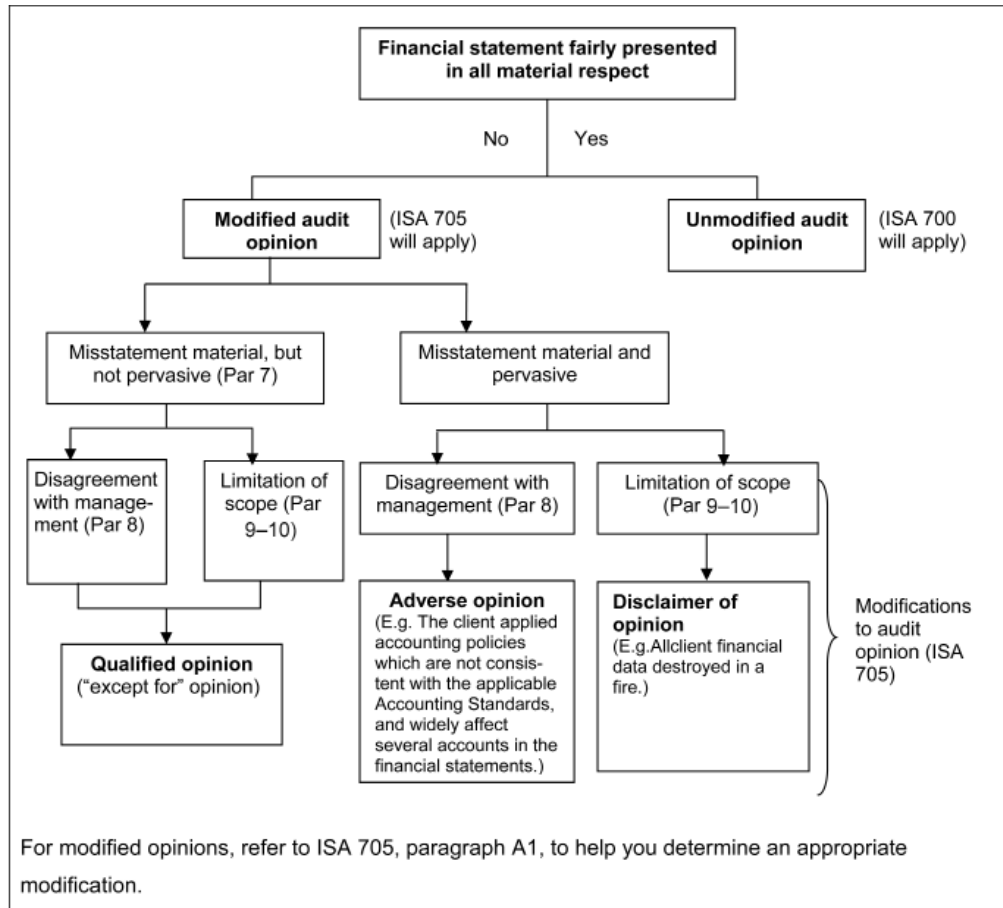 Financial statement fairly presented
in all material respect
No
Yes
Modified audit
opinion
(ISA 705
will apply)
Unmodified audit
opinion
(ISA 700
will apply)
Misstatement material, but
not pervasive (Par 7)
Misstatement material and
pervasive
Disagreement
with manage-
ment (Par 8)
Limitation of
scope (Par
9–10)
Disagreement with
management (Par 8)
Limitation of scope
(Par 9–10)
Qualified opinion
(“except for” opinion)
Adverse opinion
(E.g. The client applied
accounting policies
which are not consis-
tent with the applicable
Accounting Standards,
and widely affect
several accounts in the
financial statements.)
Disclaimer of
opinion
(E.g.Allclient financial
data destroyed in a
fire.)
Modifications
to audit
opinion (ISA
705)
For modified opinions, refer to ISA 705, paragraph A1, to help you determine an appropriate
modification.